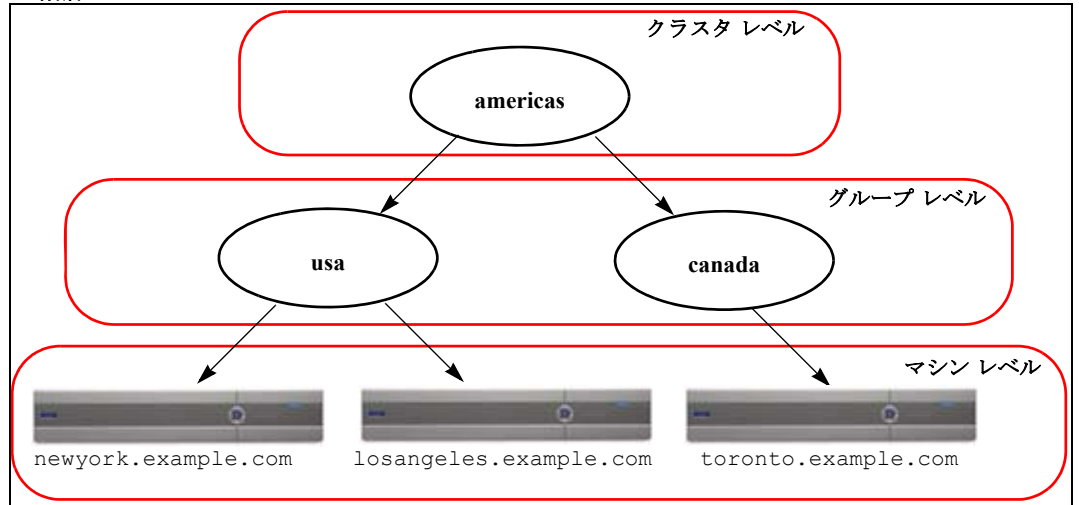 クラスタ レベル
americas
グループ レベル
usa
canada
マシン レベル
newyork.example.com
losangeles.example.com
toronto.example.com